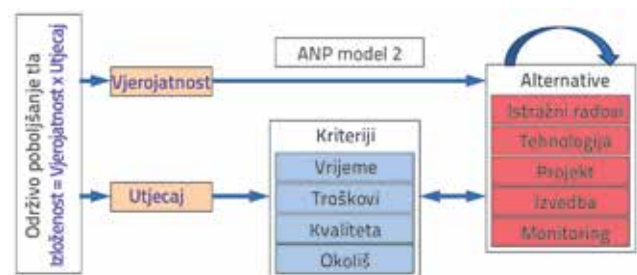 Održivo poboljšanje tla
Izloženost = Vjerojatnost x Utjecaj
Vjerojatnost
Utjecaj
ANP model 2
Kriteriji
Vrijeme
Troškovi
Kvaliteta
Okoliš
Alternative
Istražni radovi
Tehnologija
Projekt
Izvedba
Monitoring